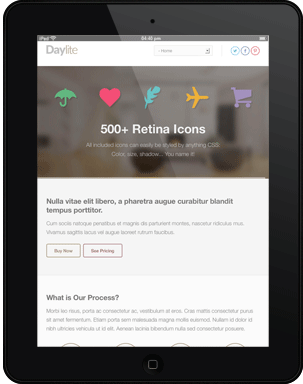 iPad
04:45 pm
Daylite
- Home
500+ Retina Icons
All included icons can easily be styled by anything CSS;
Color, size, shadow... You name it!
Nulla vitae elit libero, a pharetra augue curabitur blandit
tempus porttitor.
Cum sociis natoque penatibus et magnis dis parturient montes, nascetur ridiculus mus.
Vivamus sagittis lacus vel augue laoreet rutrum faucibus.
Buy Now
See Pricing
What is Our Process?
Morbi leo risus, porta ac consectetur ac, vestibulum at eros. Cras mattis consectetur purus
sit amet fermentum. Etiam porta sem malesuada magna mollis euismod. Nullam id dolor id
nibh ultricies vehicula ut id elit. Aenean lacinia bibendum nulla sed consectetur posuere.